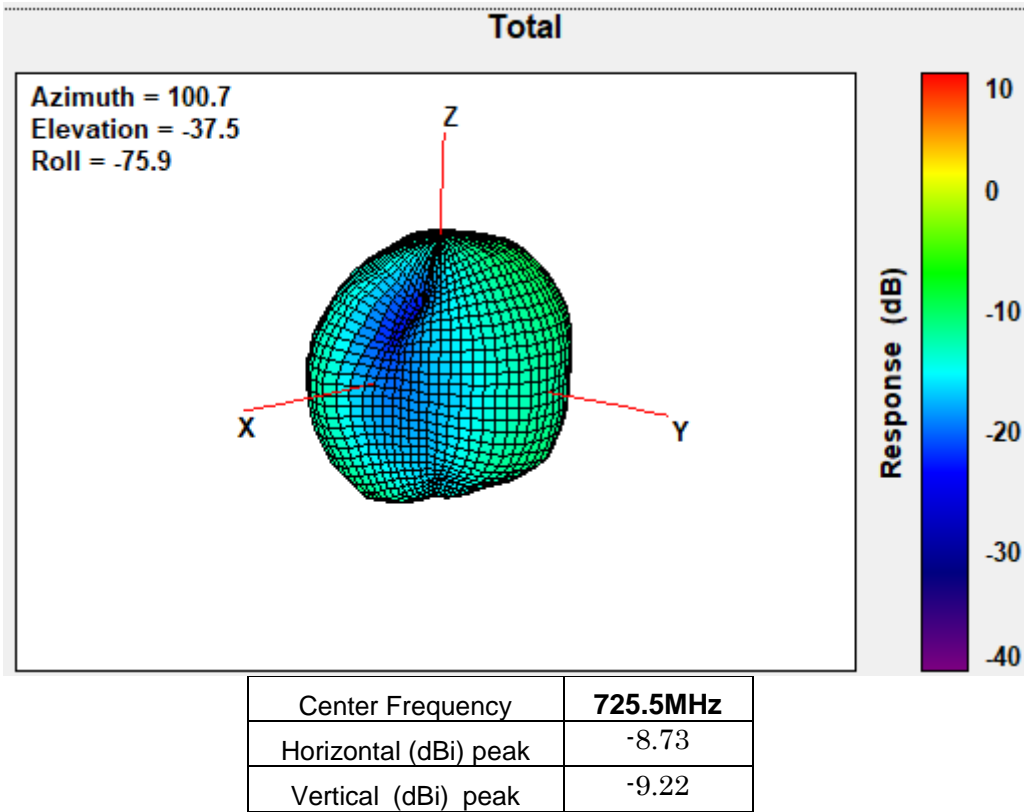 Total
Azimuth = 100.7
Elevation = -37.5
Roll = -75.9
Z
X
Y
Response (dB)
10
0
-10
-20
-30
-40
Center Frequency 725.5MHz
Horizontal (dBi) peak -8.73
Vertical (dBi) peak -9.22